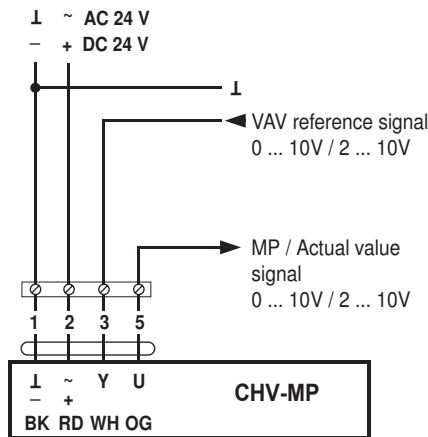 ⊥ ~ AC 24 V
– + DC 24 V
⊥
VAV reference signal
0 ... 10V / 2 ... 10V
MP / Actual value
signal
0 ... 10V / 2 ... 10V
1 2 3 5
⊥ ~ Y U
– +
CHV-MP
BK RD WH OG